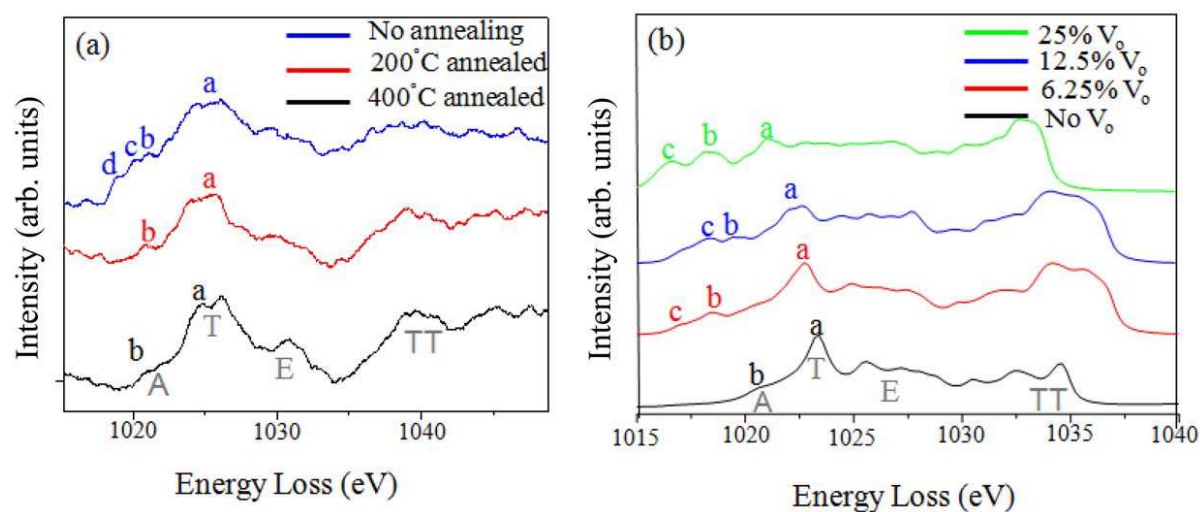 (a)
No annealing
200°C annealed
400°C annealed
a
b
c
d
a
b
a
b
T
A
E
TT
1020
1030
1040
Energy Loss (eV)
Intensity (arb. units)
(b)
25% Vo
12.5% Vo
6.25% Vo
No Vo
a
b
c
a
b
c
a
b
c
a
b
T
A
E
TT
1015
1020
1025
1030
1035
1040
Energy Loss (eV)
Intensity (arb. units)